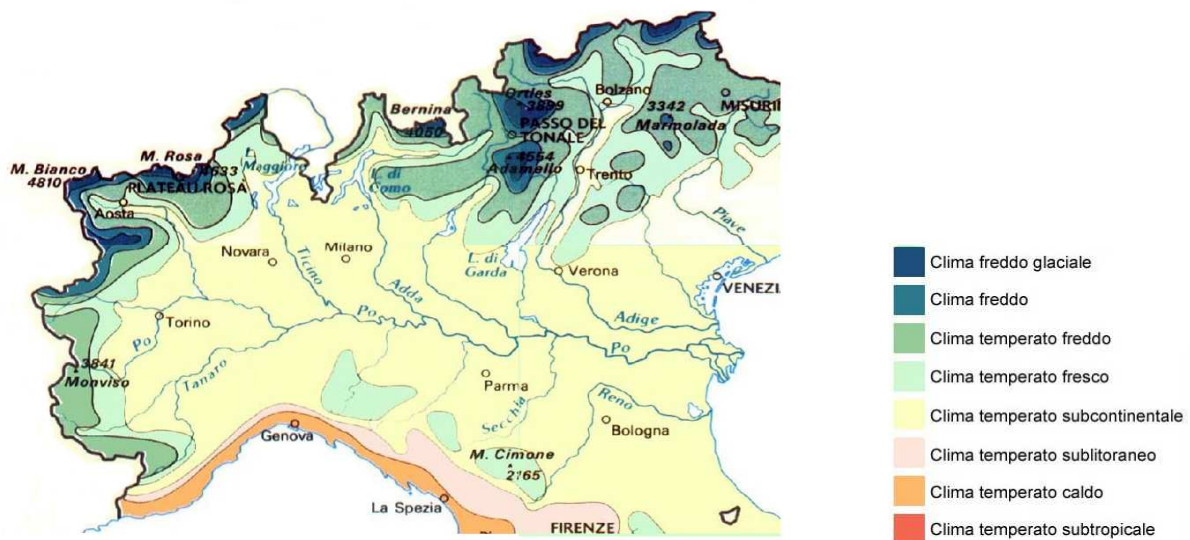 Ortles
3899
Bolzano
3342
MISURI
Bernina
4050
PASSO DEL
TONALE
Marmolada
M. Rosa
L.
Maggiore
4554
Adamello
Trento
M. Bianco
4810
4633
PLATEAU ROSA
L. di
Como
Aosta
Piave
Novara
Milano
Ticino
L. di
Garda
Verona
VENEZI
Adda
Torino
Po
Po
Adige
Po
3841
Monviso
Tanaro
Parma
Secchia
Reno
Genova
Bologna
M. Cimone
2165
La Spezia
FIRENZE
Clima freddo glaciale
Clima freddo
Clima temperato freddo
Clima temperato fresco
Clima temperato subcontinentale
Clima temperato sublitoraneo
Clima temperato caldo
Clima temperato subtropicale